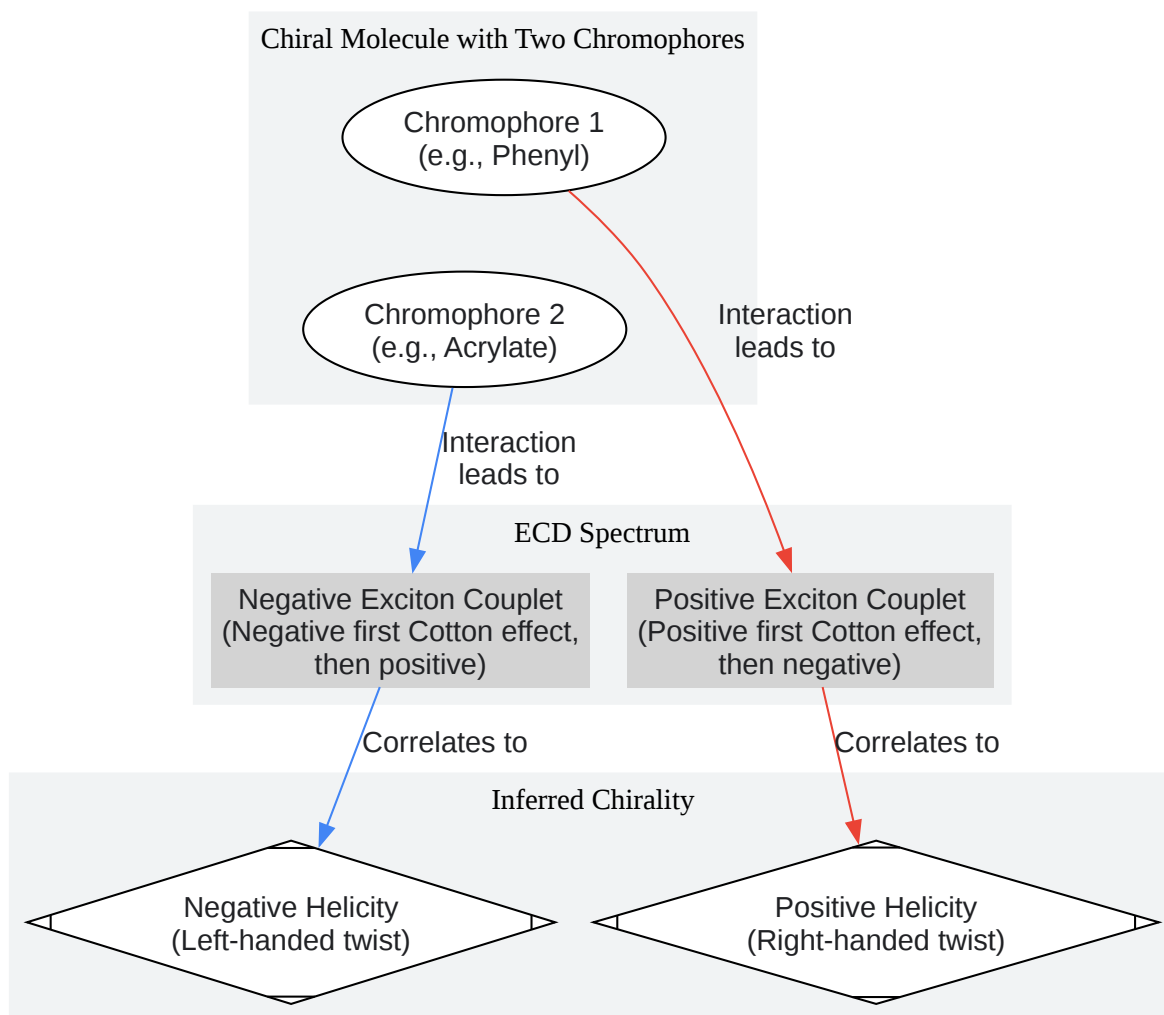 Chiral Molecule with Two Chromophores
Chromophore 1
(e.g., Phenyl)
Chromophore 2
(e.g., Acrylate)
Interaction
leads to
Interaction
leads to
ECD Spectrum
Negative Exciton Couplet
(Negative first Cotton effect,
then positive)
Positive Exciton Couplet
(Positive first Cotton effect,
then negative)
Correlates to
Correlates to
Inferred Chirality
Negative Helicity
(Left-handed twist)
Positive Helicity
(Right-handed twist)